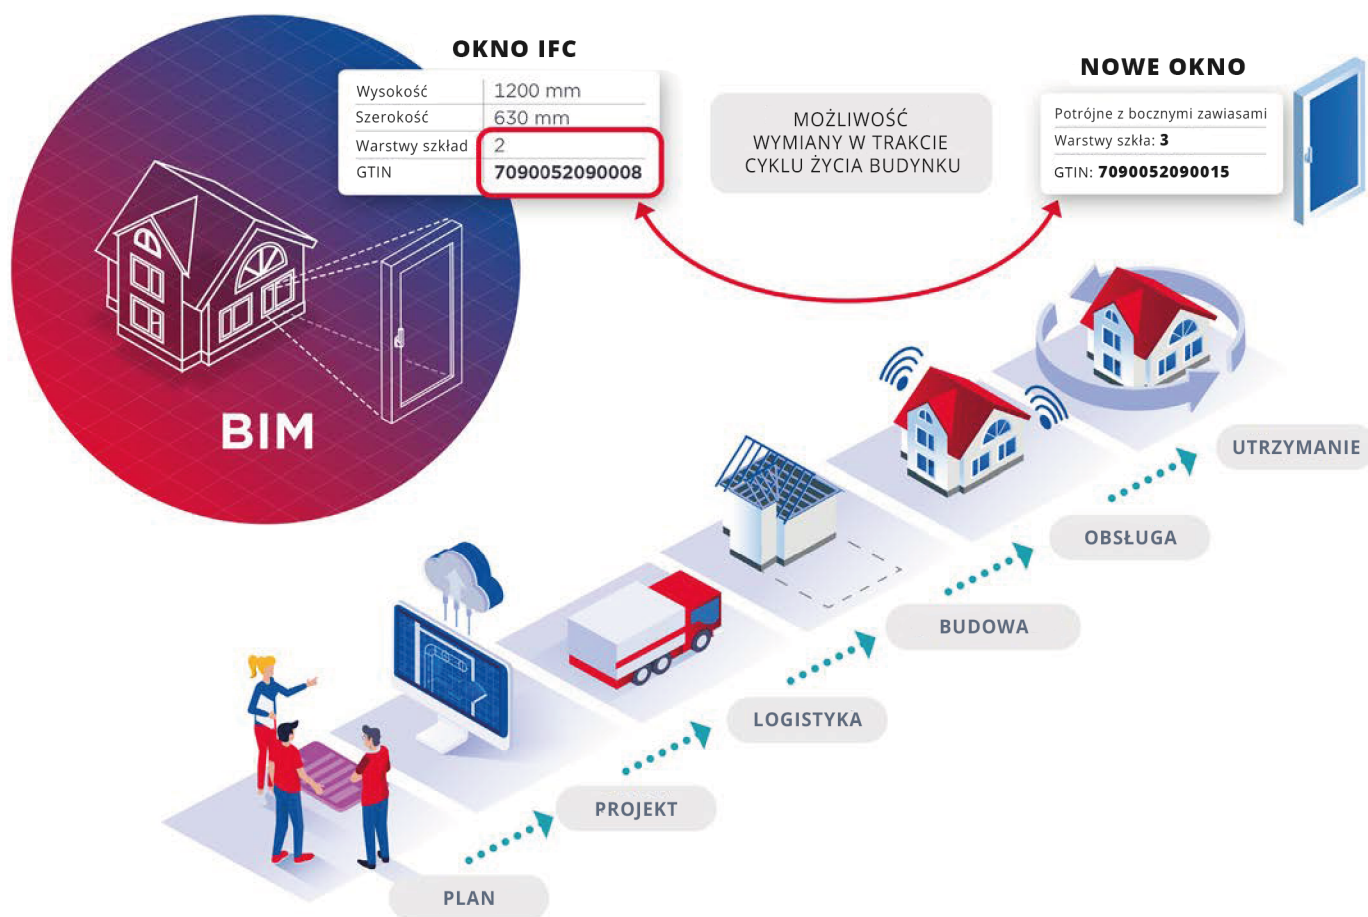 OKNO IFC
Wysokość 1200 mm
Szerokość 630 mm
Warstwy szkład 2
GTIN 7090052090008
MOŻLIWOŚĆ
WYMIANY W TRAKCIE
CYKLU ŻYCIA BUDYNKU
NOWE OKNO
Potrójne z bocznymi zawiasami
Warstwy szkła: 3
GTIN: 7090052090015
BIM
UTRZYMANIE
OBSŁUGA
BUDOWA
LOGISTYKA
PROJEKT
PLAN